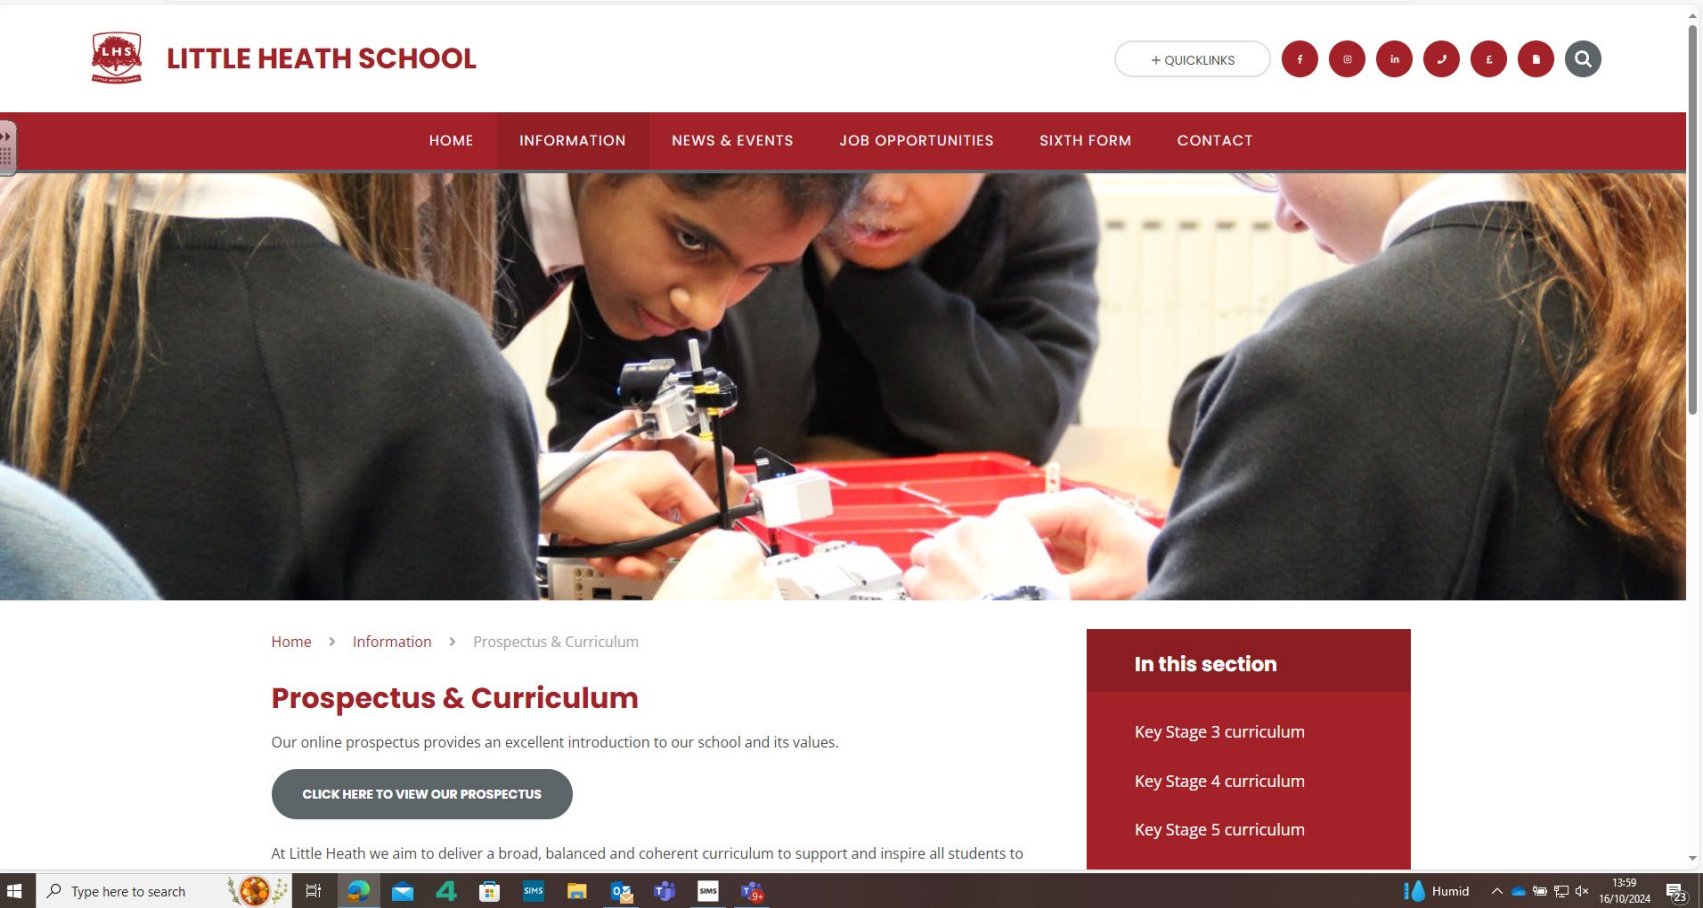 LHS
LITTLE HEATH SCHOOL
+ QUICKLINKS
f
in
£
HOME
INFORMATION
NEWS & EVENTS
JOB OPPORTUNITIES
SIXTH FORM
CONTACT
Home > Information > Prospectus & Curriculum
Prospectus & Curriculum
Our online prospectus provides an excellent introduction to our school and its values.
CLICK HERE TO VIEW OUR PROSPECTUS
At Little Heath we aim to deliver a broad, balanced and coherent curriculum to support and inspire all students to
In this section
Key Stage 3 curriculum
Key Stage 4 curriculum
Key Stage 5 curriculum
Type here to search
4
SIMS
SIMS
9+
Humid
13:59
16/10/2024
23